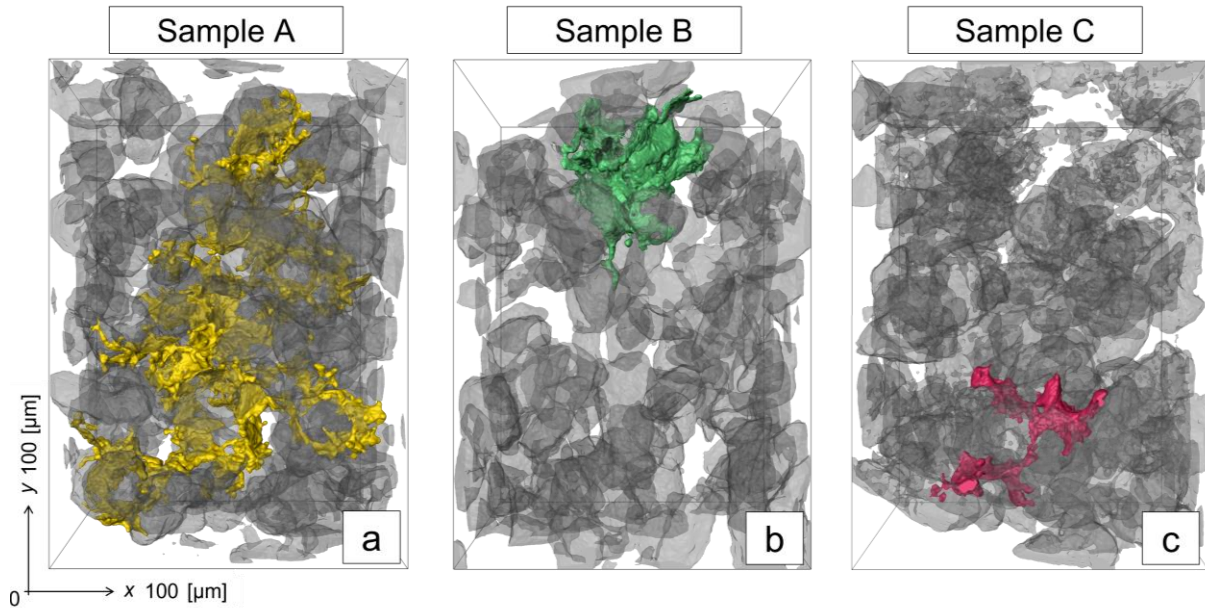 Sample A
Sample B
Sample C
a
b
c
y 100 [µm]
0
x 100 [µm]